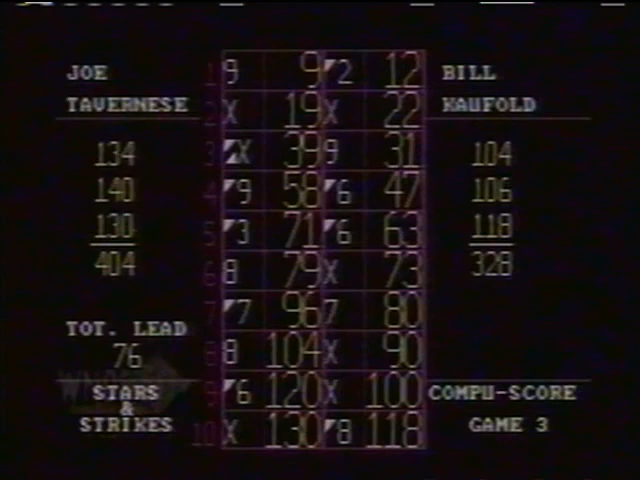 JOE
TAVERNESE
134
140
130
404
TOT. LEAD
76
STARS
&
STRIKES
1 9 9 2 12
2 X 19 X 22
3 X 39 9 31
4 9 58 6 47
5 3 71 6 63
6 8 79 X 73
7 7 96 7 80
8 8 104 X 90
9 6 120 X 100
10 X 130 8 118
BILL
KAUFOLD
104
106
118
328
COMPU-SCORE
GAME 3